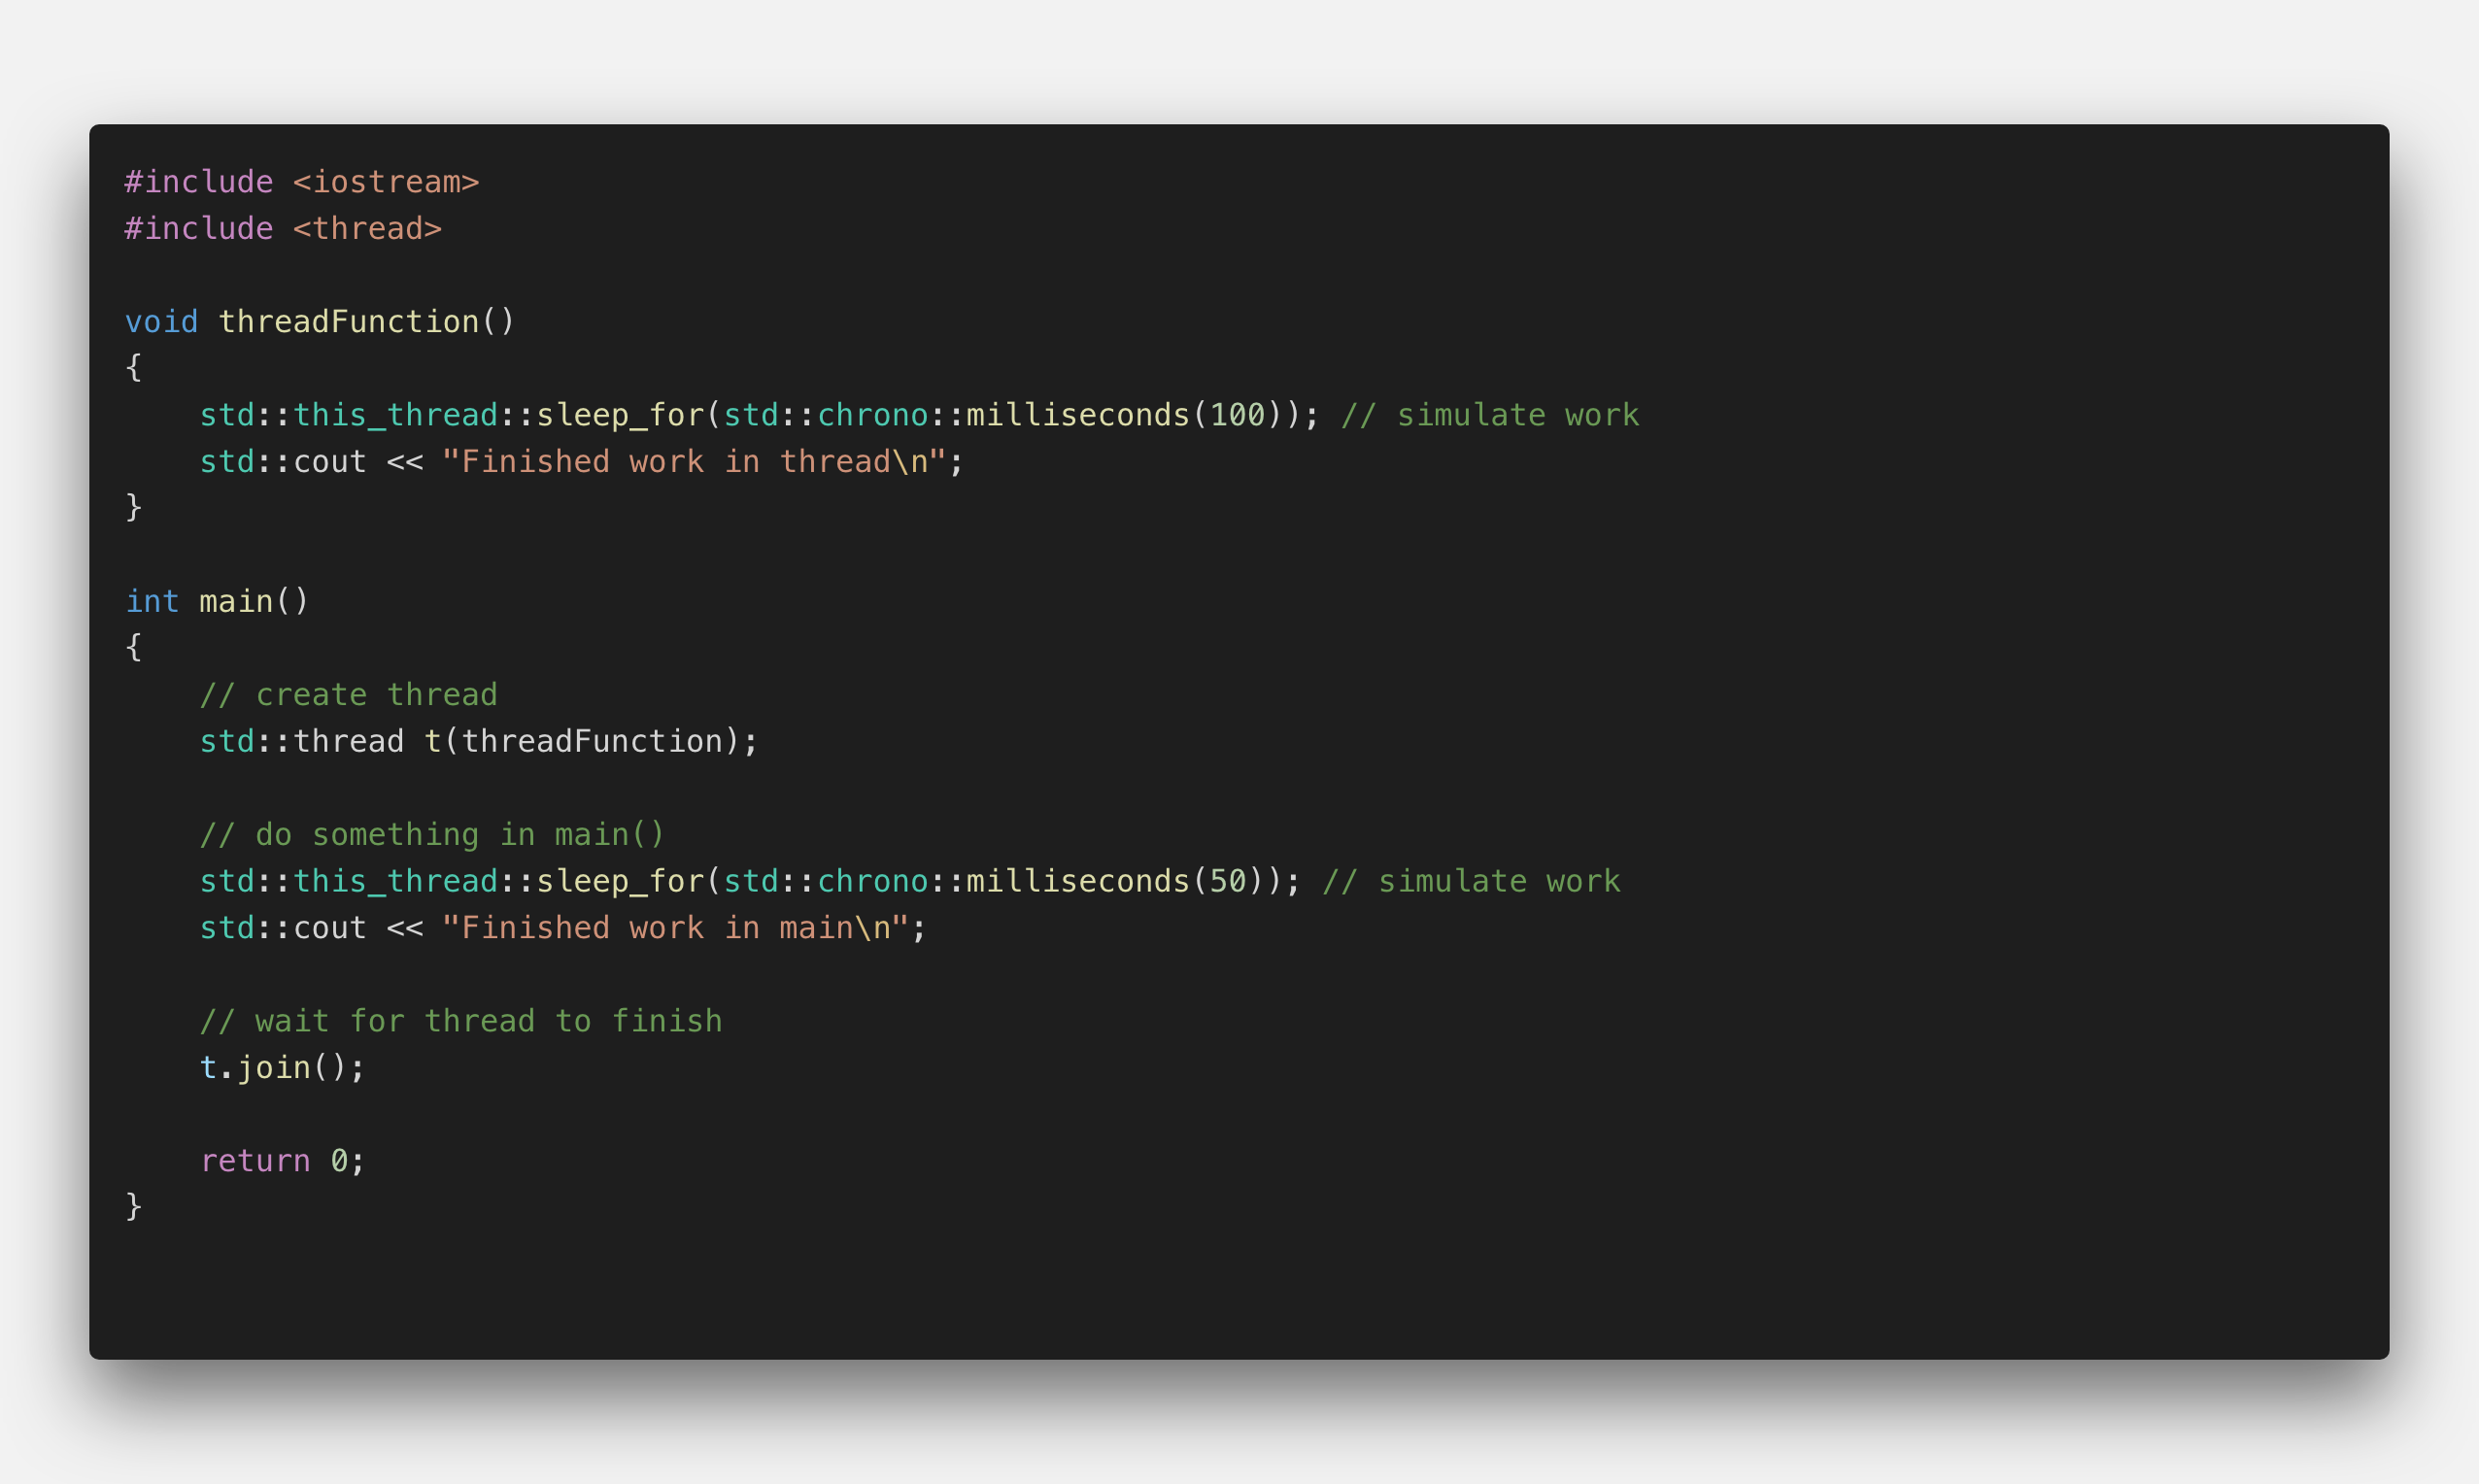 #include <iostream>
#include <thread>

void threadFunction()
{
    std::this_thread::sleep_for(std::chrono::milliseconds(100)); // simulate work
    std::cout << "Finished work in thread\n";
}

int main()
{
    // create thread
    std::thread t(threadFunction);

    // do something in main()
    std::this_thread::sleep_for(std::chrono::milliseconds(50)); // simulate work
    std::cout << "Finished work in main\n";

    // wait for thread to finish
    t.join();

    return 0;
}